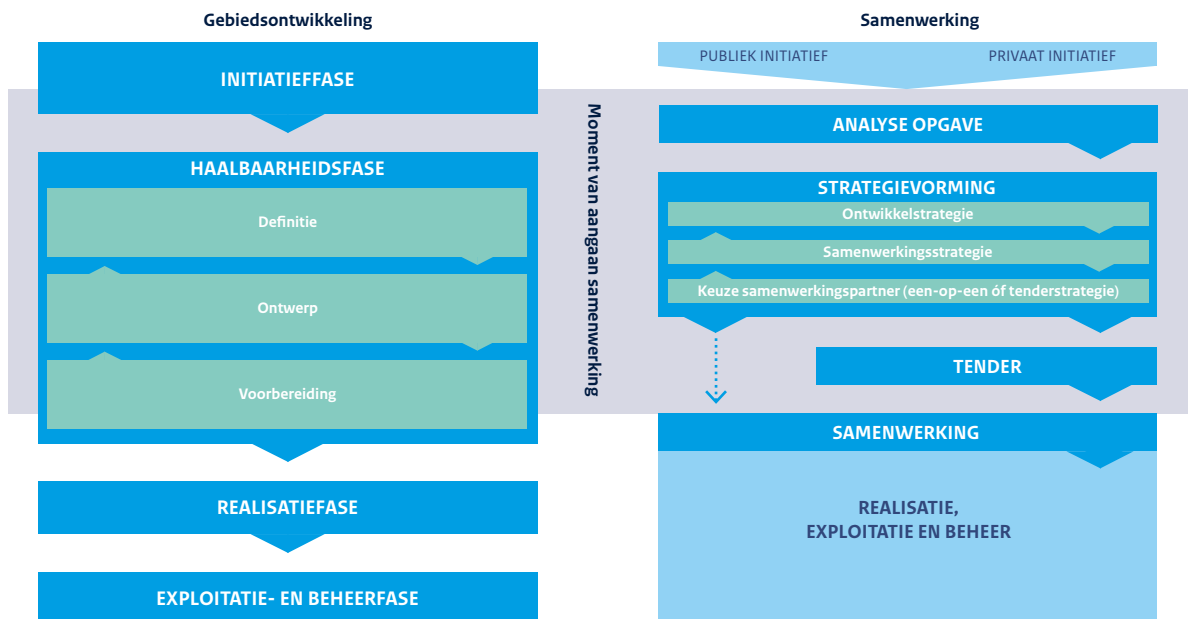 Gebiedsontwikkeling
INITIATIEFFASE
HAALBAARHEIDSFASE
Definitie
Ontwerp
Voorbereiding
REALISATIEFASE
EXPLOITATIE- EN BEHEERFASE
Moment van aangaan samenwerking
Samenwerking
PUBLIEK INITIATIEF
PRIVAAT INITIATIEF
ANALYSE OPGAVE
STRATEGIEVORMING
Ontwikkelstrategie
Samenwerkingsstrategie
Keuze samenwerkingspartner (een-op-een óf tenderstrategie)
TENDER
SAMENWERKING
REALISATIE,
EXPLOITATIE EN BEHEER